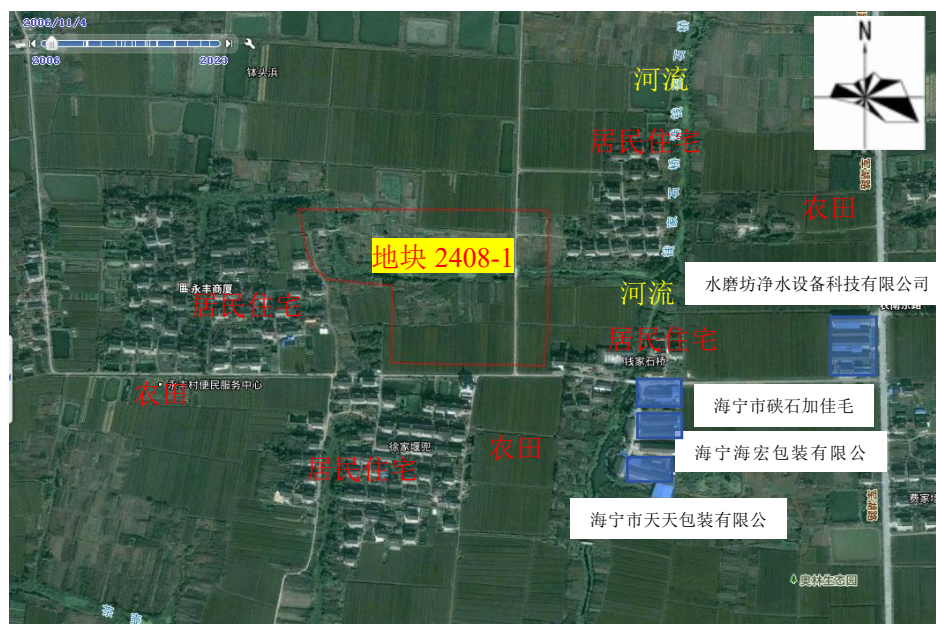 2006/11/4
2006
2023
钵头浜
N
河流
居民住宅
农田
地块 2408-1
水磨坊净水设备科技有限公司
永丰商厦
居民住宅
河流
居民住宅
钱家石桥
永丰村便民服务中心
农田
海宁市硖石加佳毛
徐家堰兜
农田
海宁海宏包装有限公
居民住宅
海宁市天天包装有限公
奥林生态园